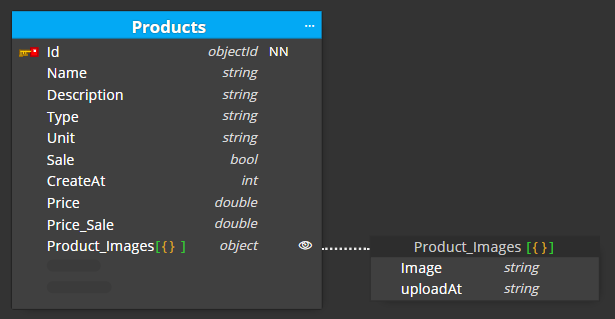 Products ...
Id objectId NN
Name string
Description string
Type string
Unit string
Sale bool
CreateAt int
Price double
Price_Sale double
Product_Images[{} ] object
Product_Images [{}]
Image string
uploadAt string